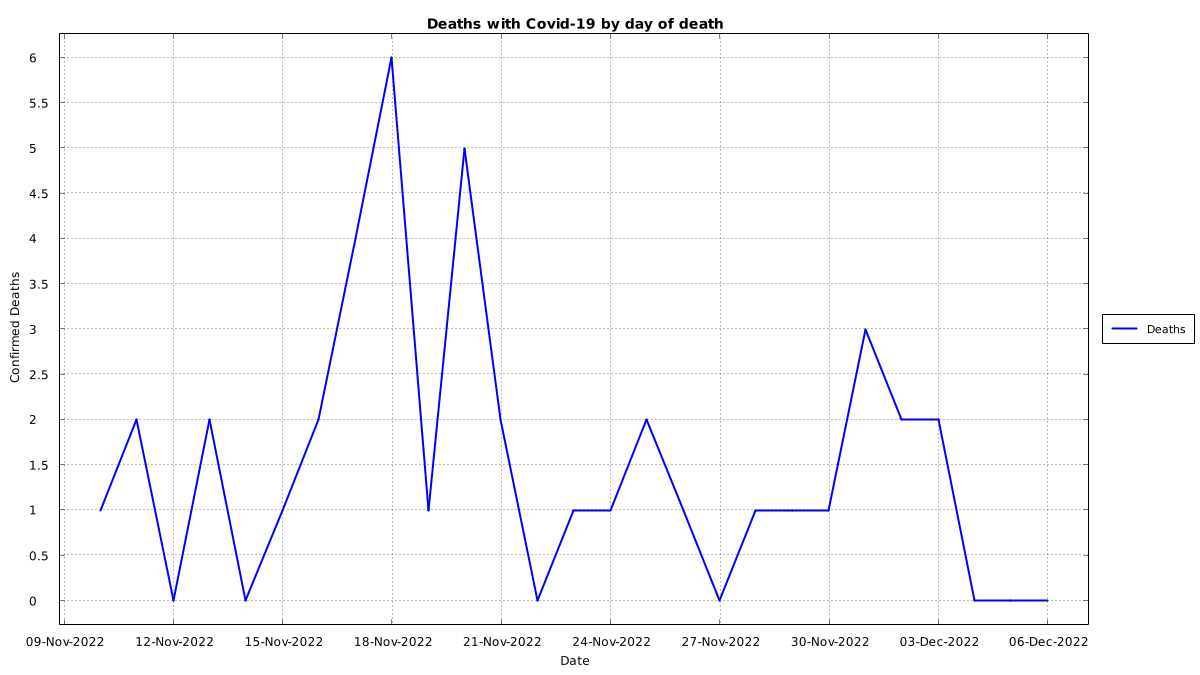 Deaths with Covid-19 by day of death
6
5.5
5
4.5
4
3.5
3
2.5
2
1.5
1
0.5
0
Confirmed Deaths
Deaths
09-Nov-2022 12-Nov-2022 15-Nov-2022 18-Nov-2022 21-Nov-2022 24-Nov-2022 27-Nov-2022 30-Nov-2022 03-Dec-2022 06-Dec-2022
Date